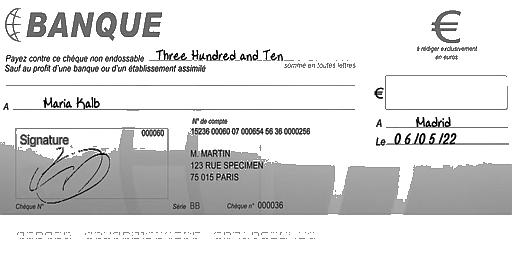 BANQUE
€
à rédiger exclusivement
en euros
Payez contre ce chèque non endossable Three Hundred and Ten
Sauf au profit d'une banque ou d'un établissement assimilé
somme en toutes lettres
€
A Maria Kalb
A Madrid
Le 06/05/22
Signature
000060
N° de compte
15236 00060 07 000654 56 36 0000256
M. MARTIN
123 RUE SPECIMEN
75 015 PARIS
Chèque N°
Série BB
Chèque n° 000036